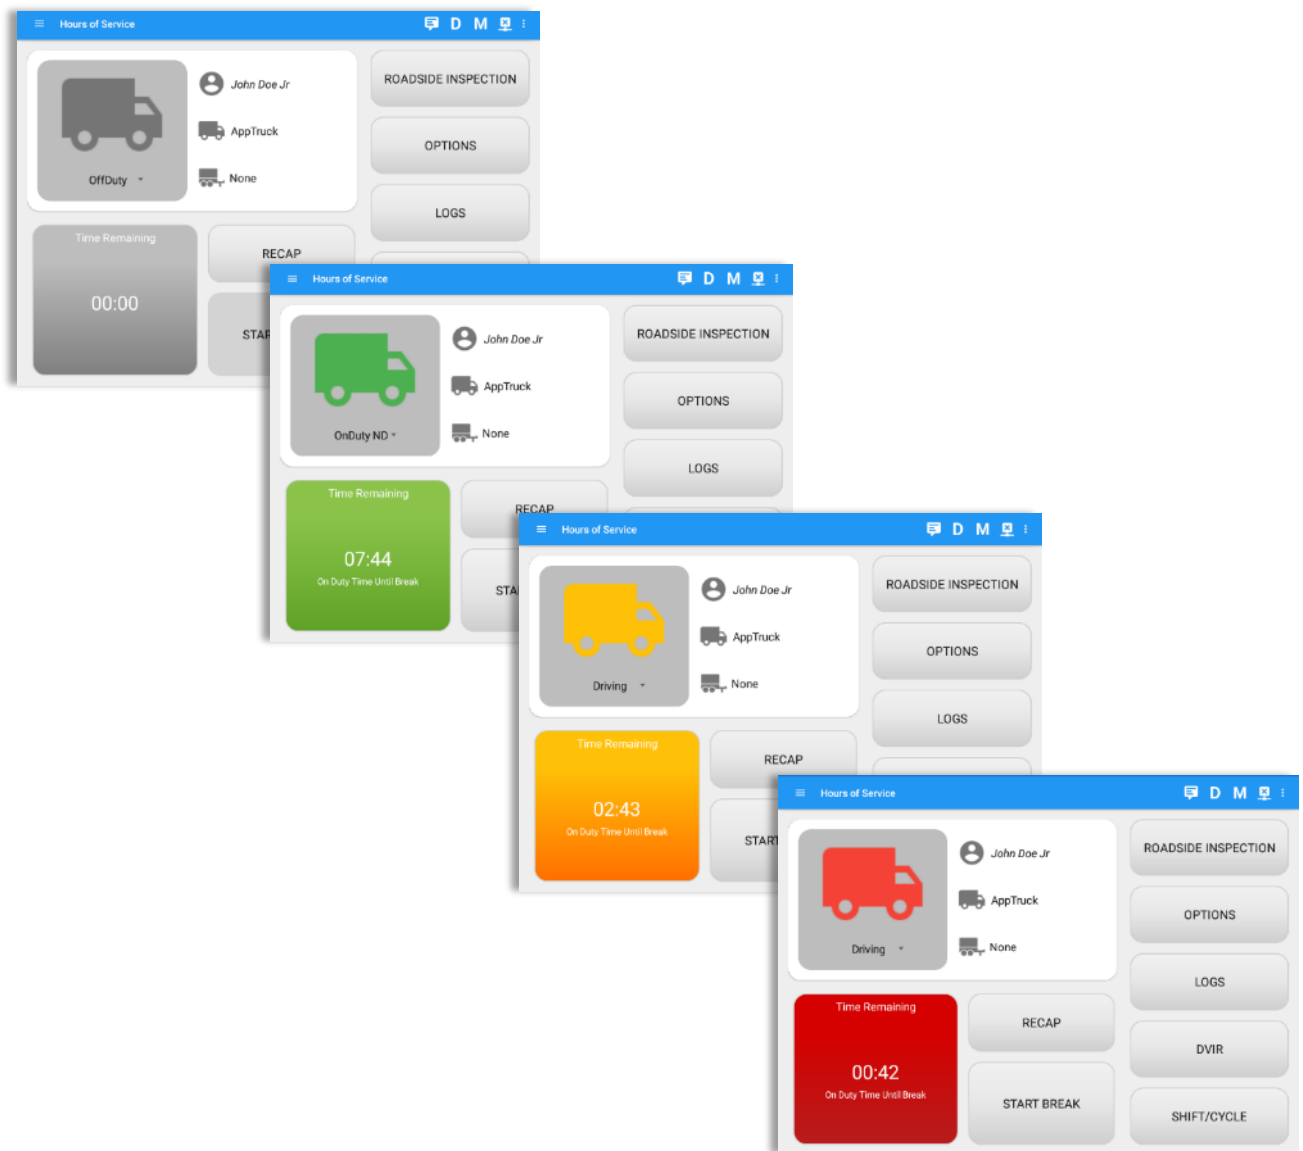 Hours of Service
D M
John Doe Jr
AppTruck
None
OffDuty
ROADSIDE INSPECTION
OPTIONS
LOGS
Time Remaining
00:00
RECAP
STAR
Hours of Service
D M
John Doe Jr
AppTruck
None
OnDuty ND
ROADSIDE INSPECTION
OPTIONS
LOGS
Time Remaining
07:44
On Duty Time Until Break
RECAP
STA
Hours of Service
D M
John Doe Jr
AppTruck
None
Driving
ROADSIDE INSPECTION
OPTIONS
LOGS
Time Remaining
02:43
On Duty Time Until Break
RECAP
START
Hours of Service
D M
John Doe Jr
AppTruck
None
Driving
ROADSIDE INSPECTION
OPTIONS
LOGS
DVIR
SHIFT/CYCLE
Time Remaining
00:42
On Duty Time Until Break
RECAP
START BREAK